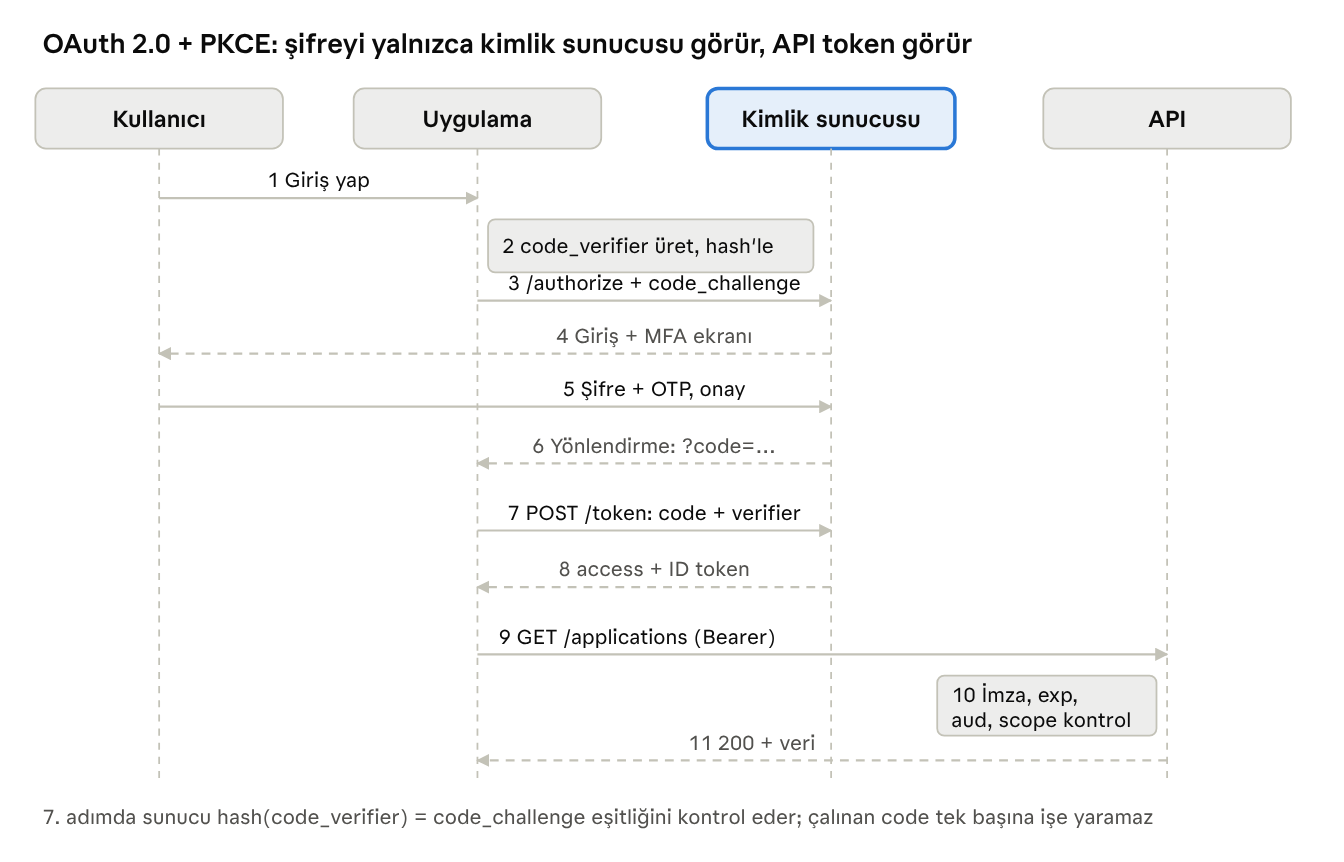 OAuth 2.0 + PKCE: şifreyi yalnızca kimlik sunucusu görür, API token görür
Kullanıcı
Uygulama
Kimlik sunucusu
API
1 Giriş yap
2 code_verifier üret, hash'le
3 /authorize + code_challenge
4 Giriş + MFA ekranı
5 Şifre + OTP, onay
6 Yönlendirme: ?code=...
7 POST /token: code + verifier
8 access + ID token
9 GET /applications (Bearer)
10 İmza, exp,
aud, scope kontrol
11 200 + veri
7. adımda sunucu hash(code_verifier) = code_challenge eşitliğini kontrol eder; çalınan code tek başına işe yaramaz